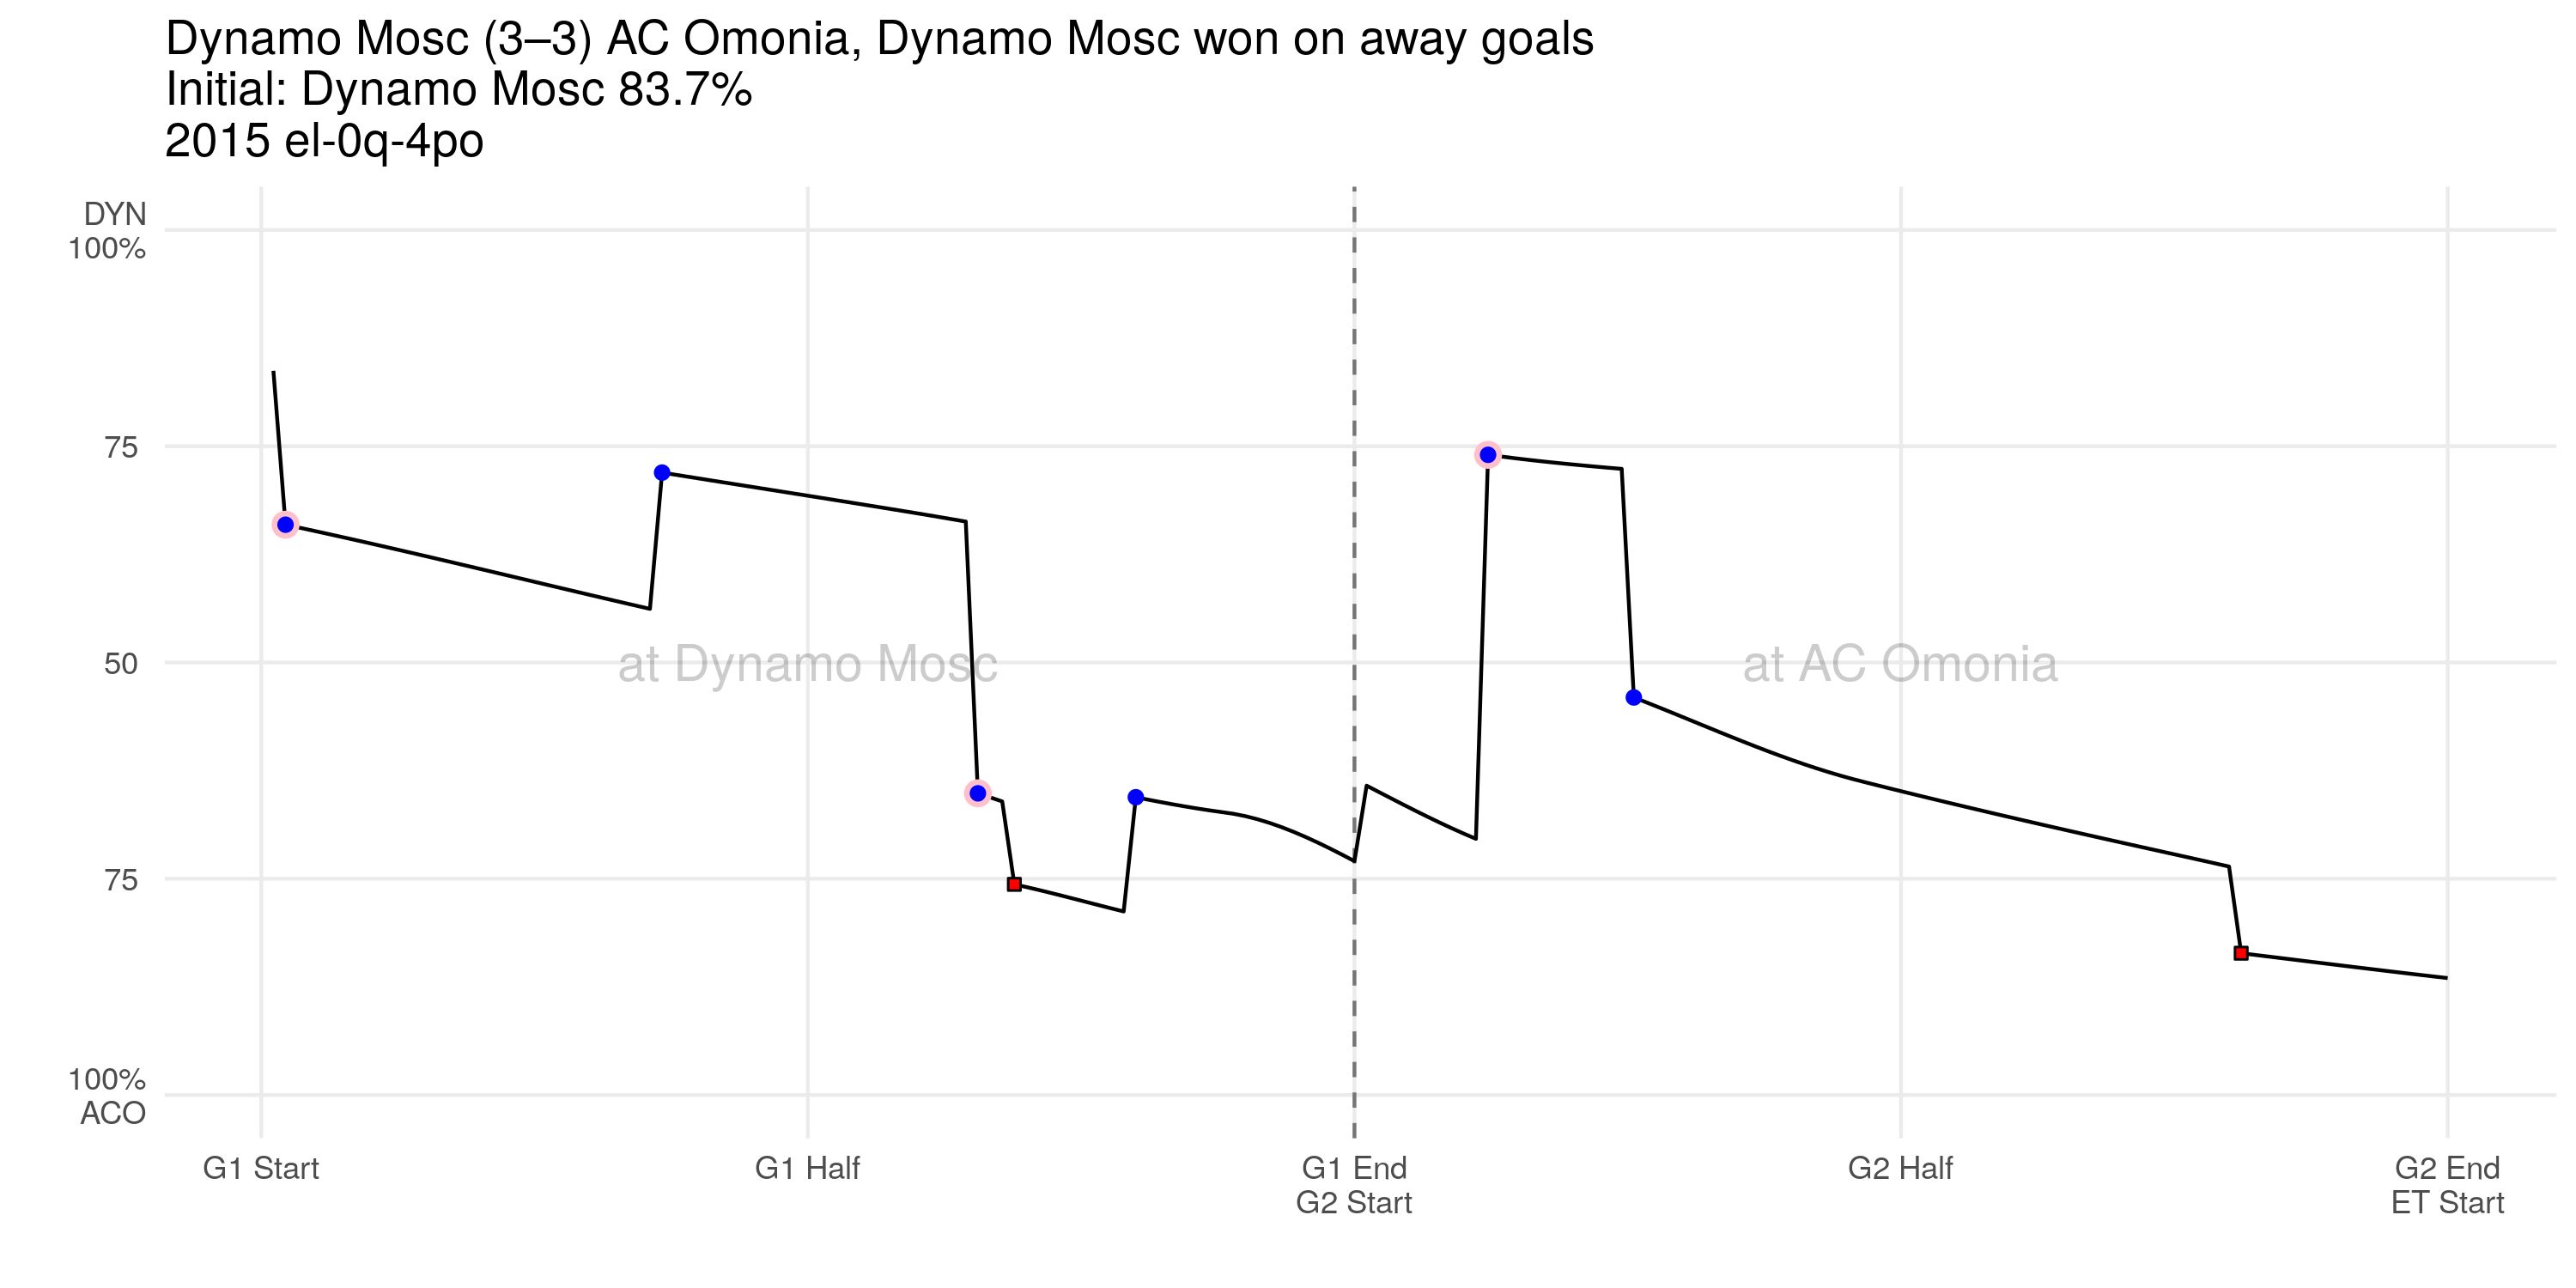 Dynamo Mosc (3–3) AC Omonia, Dynamo Mosc won on away goals
Initial: Dynamo Mosc 83.7%
2015 el-0q-4po
DYN
100%
75
50
75
100%
ACO
at Dynamo Mosc
at AC Omonia
G1 Start
G1 Half
G1 End
G2 Start
G2 Half
G2 End
ET Start